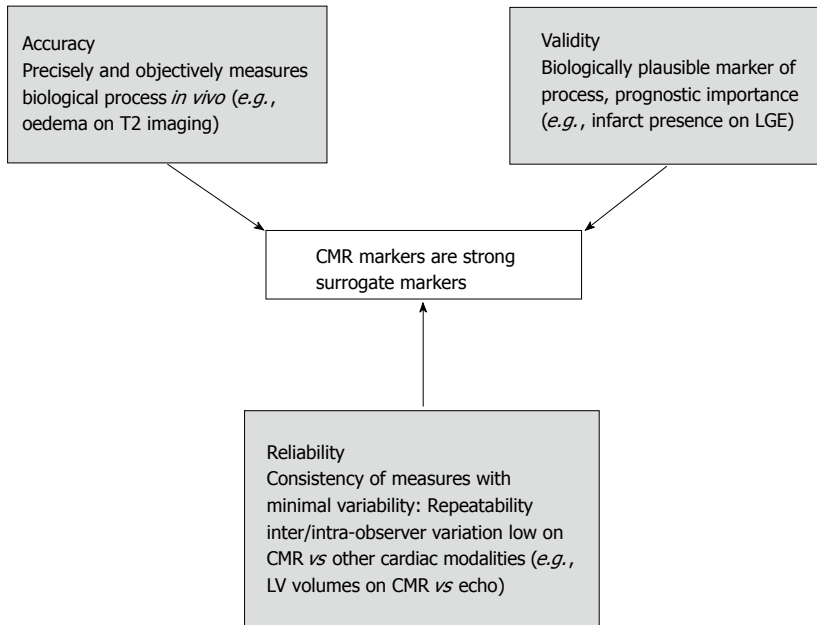 Accuracy
Precisely and objectively measures
biological process in vivo (e.g.,
oedema on T2 imaging)
Validity
Biologically plausible marker of
process, prognostic importance
(e.g., infarct presence on LGE)
CMR markers are strong
surrogate markers
Reliability
Consistency of measures with
minimal variability: Repeatability
inter/intra-observer variation low on
CMR vs other cardiac modalities (e.g.,
LV volumes on CMR vs echo)